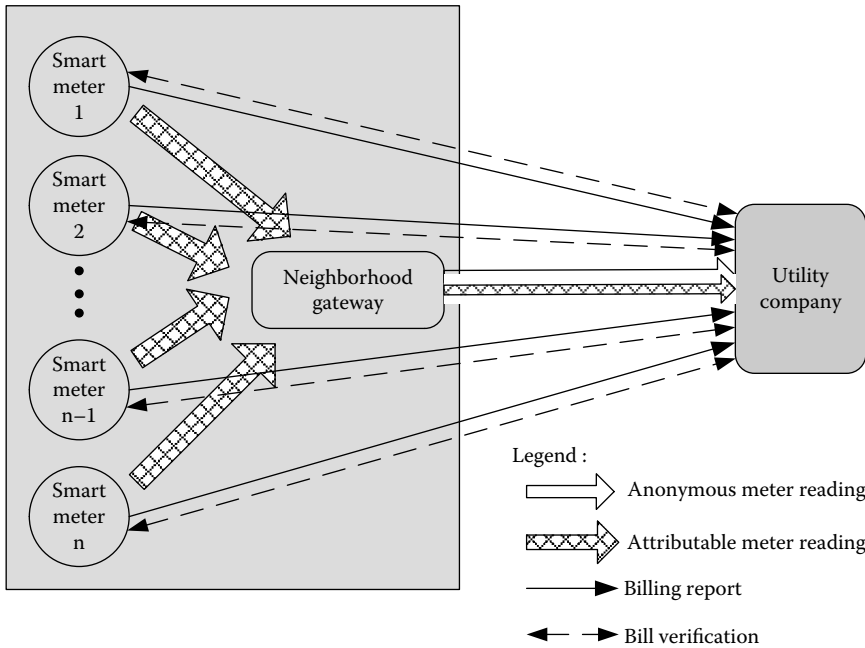 Smart
meter
1
Smart
meter
2
Smart
meter
n–1
Smart
meter
n
Neighborhood
gateway
Utility
company
Legend :
Anonymous meter reading
Attributable meter reading
Billing report
Bill verification